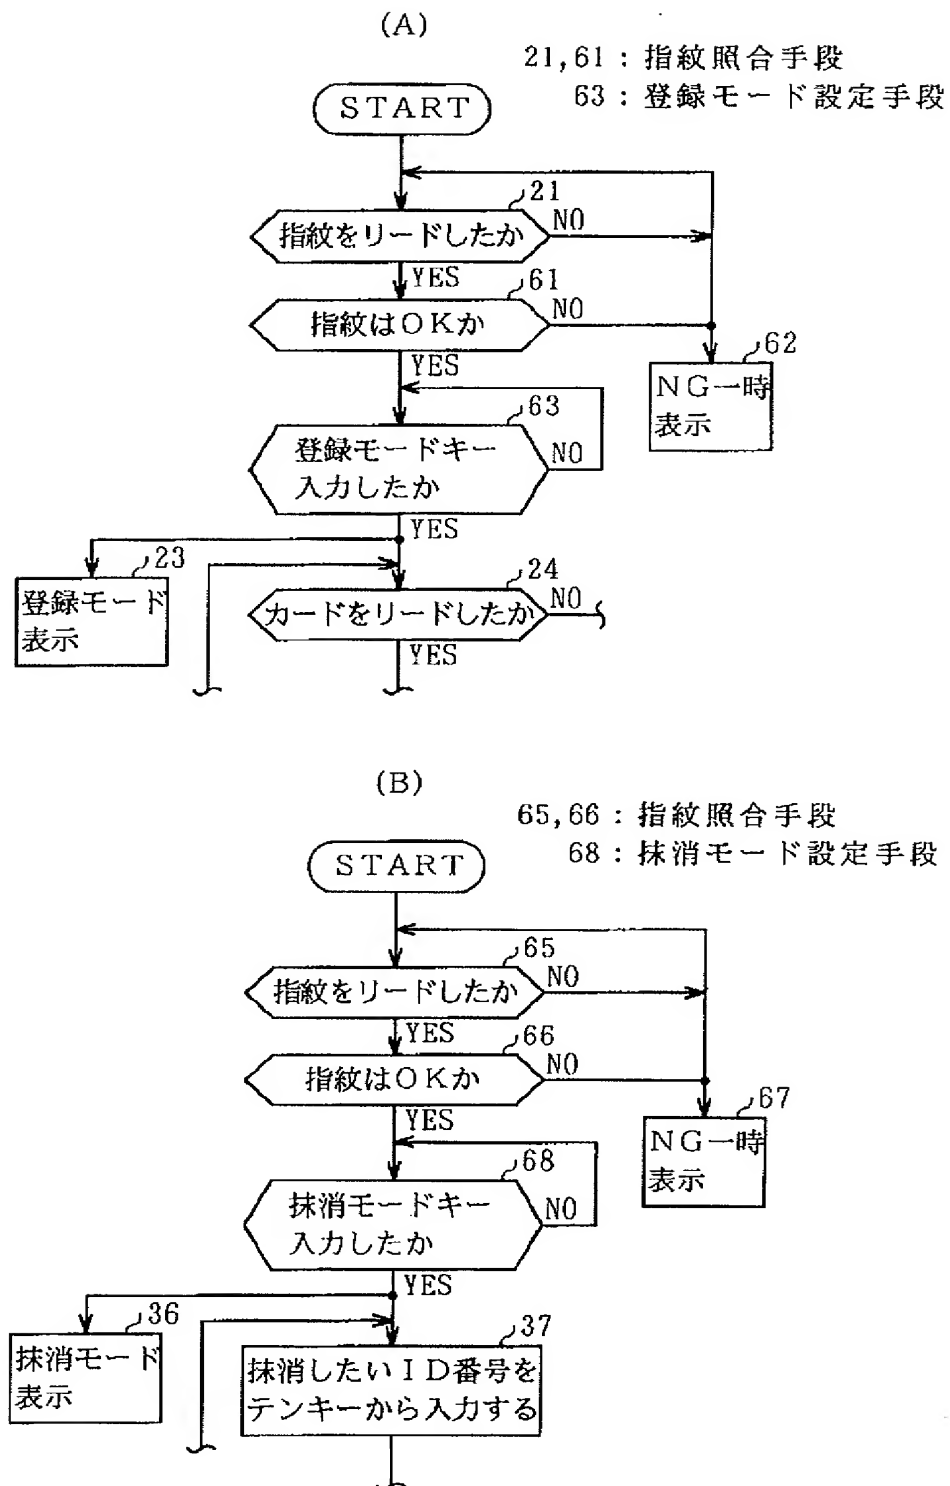 (A)
21,61:指紋照合手段
63:登録モード設定手段
START
21
指紋をリードしたか
NO
YES
61
指紋はOKか
NO
YES
62
NG一時
表示
63
登録モードキー
入力したか
NO
YES
23
登録モード
表示
24
カードをリードしたか
NO
YES
(B)
65,66:指紋照合手段
68:抹消モード設定手段
START
65
指紋をリードしたか
NO
YES
66
指紋はOKか
NO
YES
67
NG一時
表示
68
抹消モードキー
入力したか
NO
YES
36
抹消モード
表示
37
抹消したいID番号を
テンキーから入力する